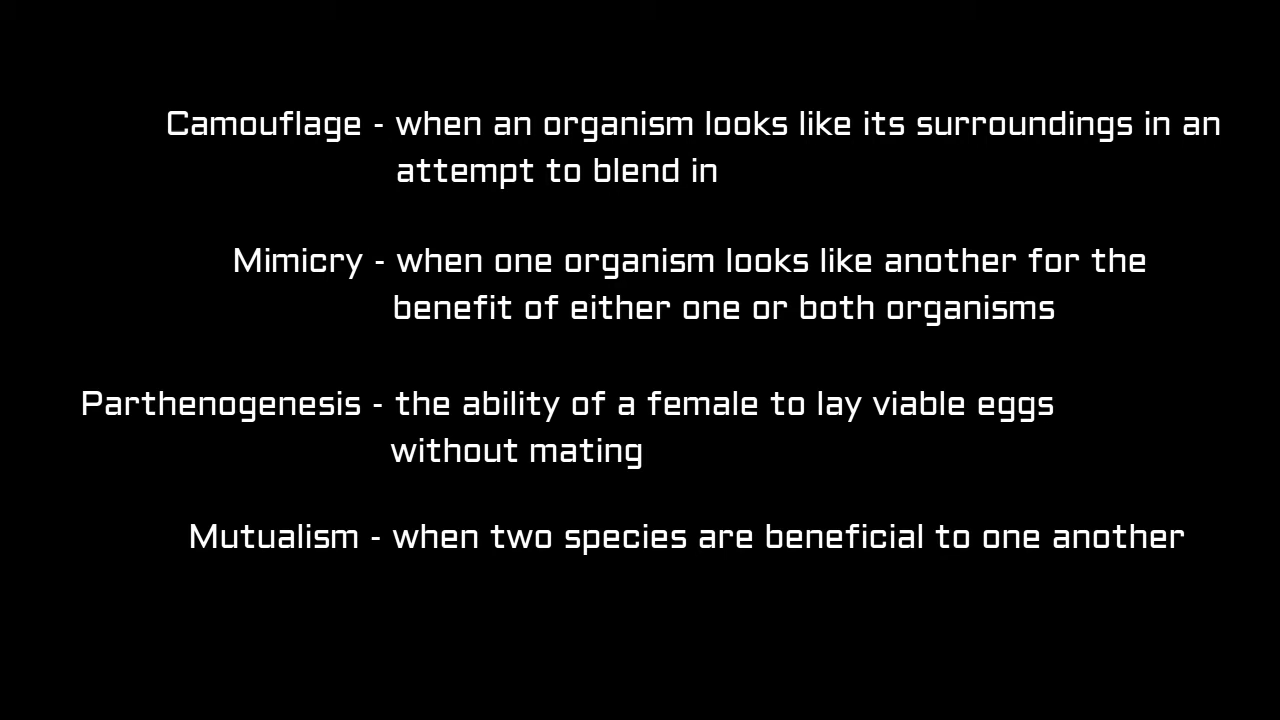 Camouflage - when an organism looks like its surroundings in an
attempt to blend in
Mimicry - when one organism looks like another for the
benefit of either one or both organisms
Parthenogenesis - the ability of a female to lay viable eggs
without mating
Mutualism - when two species are beneficial to one another